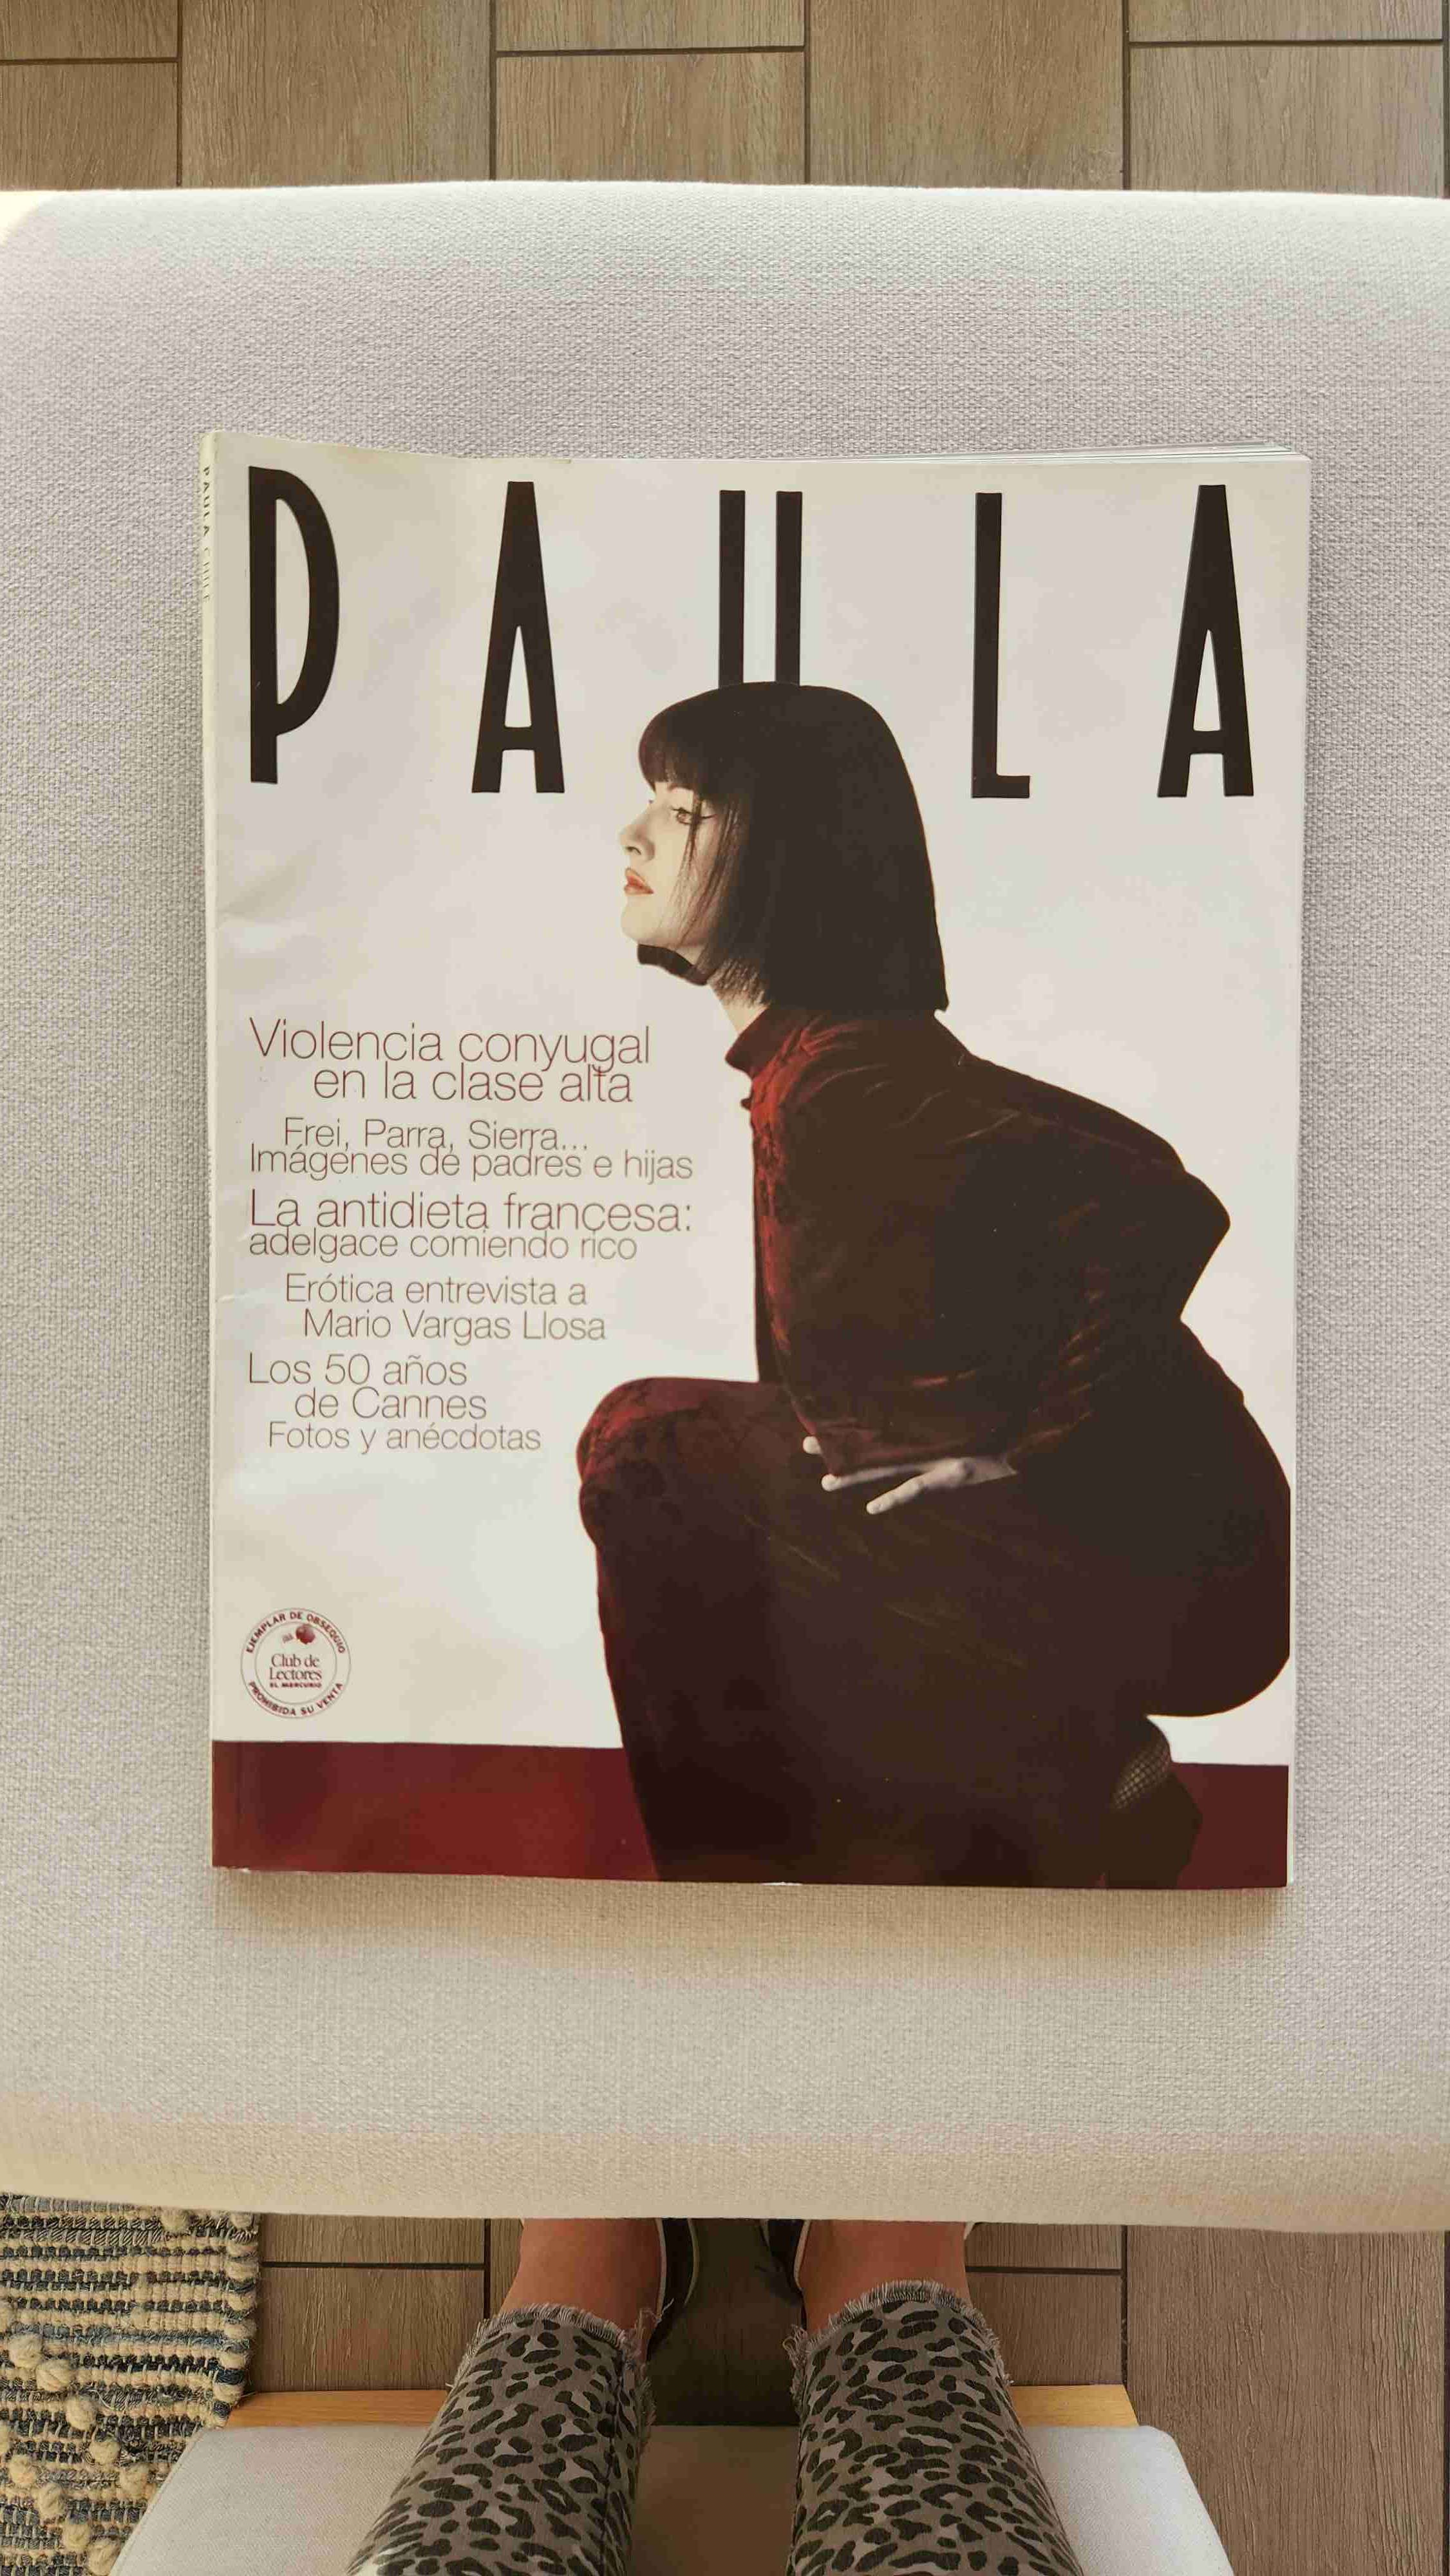 PAULA
PAULA CHILE
Violencia conyugal
en la clase alta
Frei, Parra, Sierra...
Imágenes de padres e hijas
La antidieta francesa:
adelgace comiendo rico
Erótica entrevista a
Mario Vargas Llosa
Los 50 años
de Cannes
Fotos y anécdotas
EJEMPLAR DE OBSEQUIO
Club de
Lectores
EL MERCURIO
PROHIBIDA SU VENTA